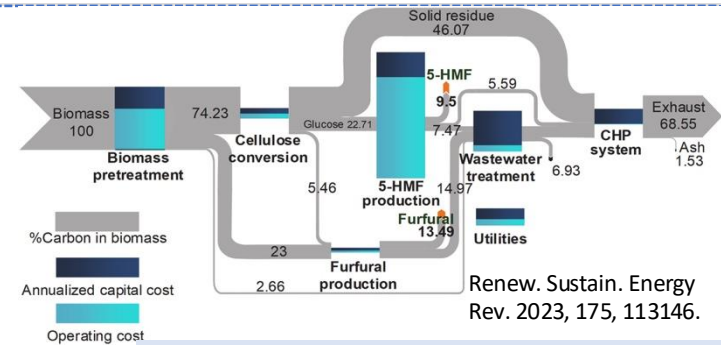 Solid residue
46.07
5-HMF
9.5
5.59
Biomass
100
74.23
Glucose 22.71
7.47
Exhaust
68.55
Biomass
pretreatment
Cellulose
conversion
Wastewater
treatment
CHP
system
Ash
1.53
6.93
5.46
5-HMF
production
14.97
Furfural
13.49
Utilities
%Carbon in biomass
23
Furfural
production
Annualized capital cost
2.66
Operating cost
Renew. Sustain. Energy
Rev. 2023, 175, 113146.